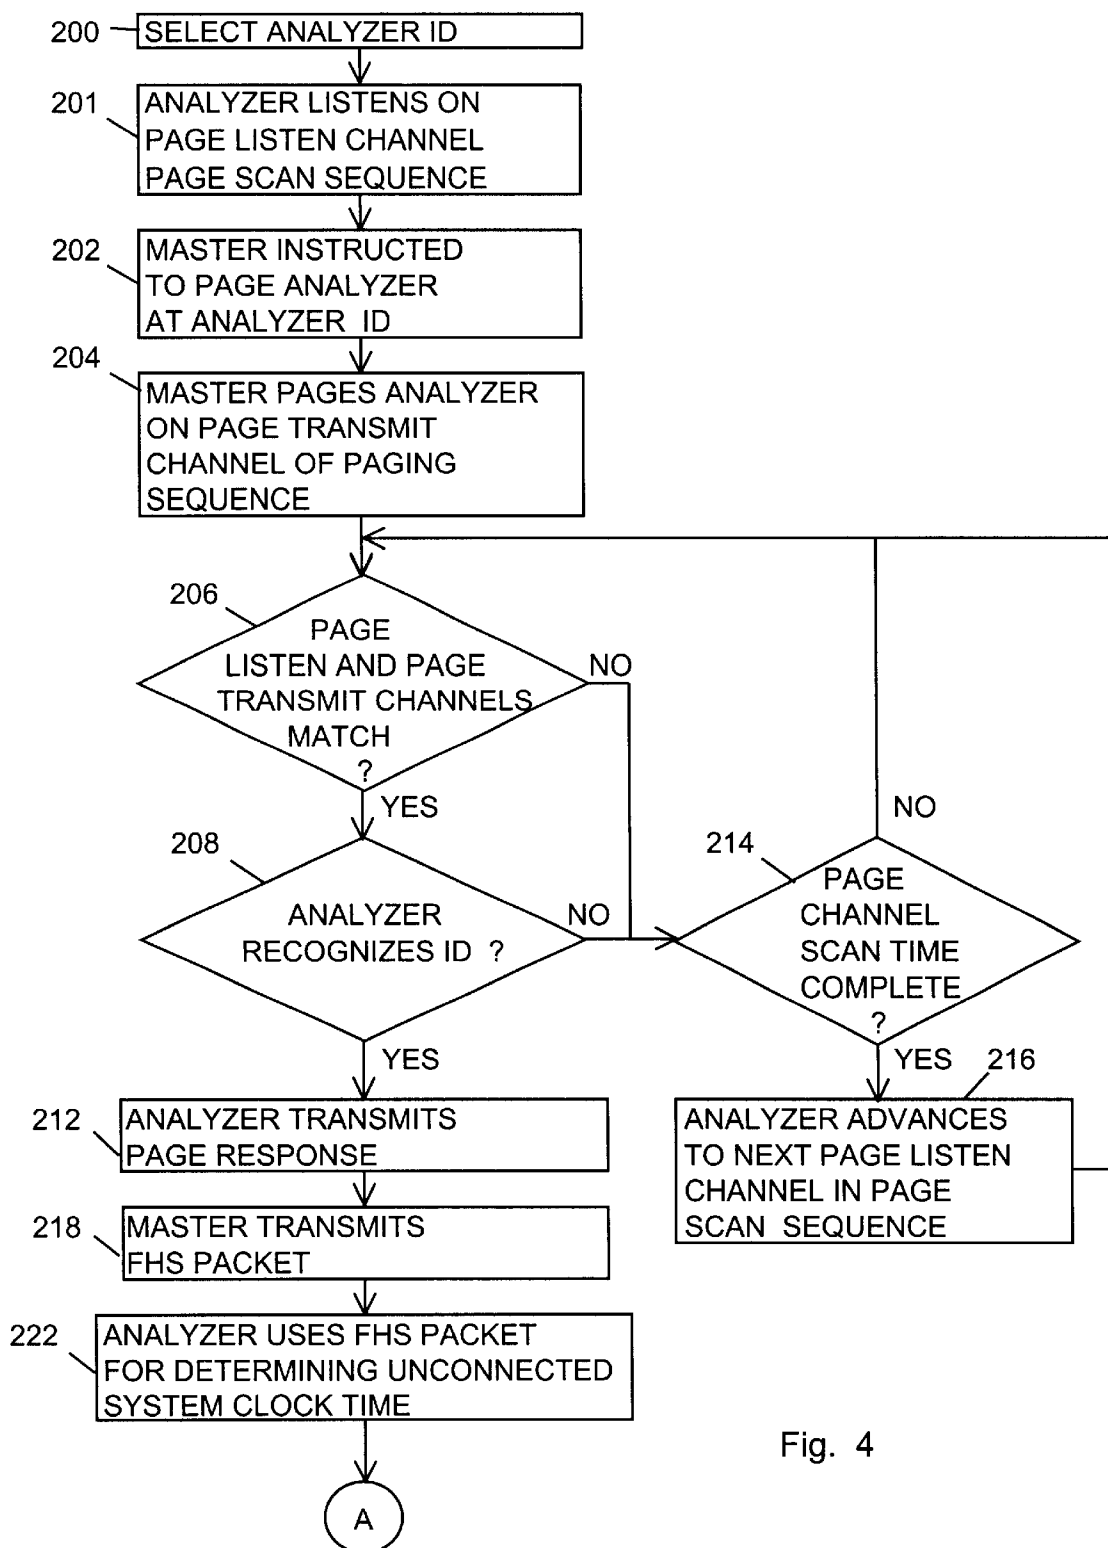 200
SELECT ANALYZER ID
201
ANALYZER LISTENS ON
PAGE LISTEN CHANNEL
PAGE SCAN SEQUENCE
202
MASTER INSTRUCTED
TO PAGE ANALYZER
AT ANALYZER ID
204
MASTER PAGES ANALYZER
ON PAGE TRANSMIT
CHANNEL OF PAGING
SEQUENCE
206
PAGE
LISTEN AND PAGE
TRANSMIT CHANNELS
MATCH
?
NO
YES
208
ANALYZER
RECOGNIZES ID ?
NO
YES
214
PAGE
CHANNEL
SCAN TIME
COMPLETE
?
NO
YES
216
ANALYZER ADVANCES
TO NEXT PAGE LISTEN
CHANNEL IN PAGE
SCAN SEQUENCE
212
ANALYZER TRANSMITS
PAGE RESPONSE
218
MASTER TRANSMITS
FHS PACKET
222
ANALYZER USES FHS PACKET
FOR DETERMINING UNCONNECTED
SYSTEM CLOCK TIME
A
Fig. 4